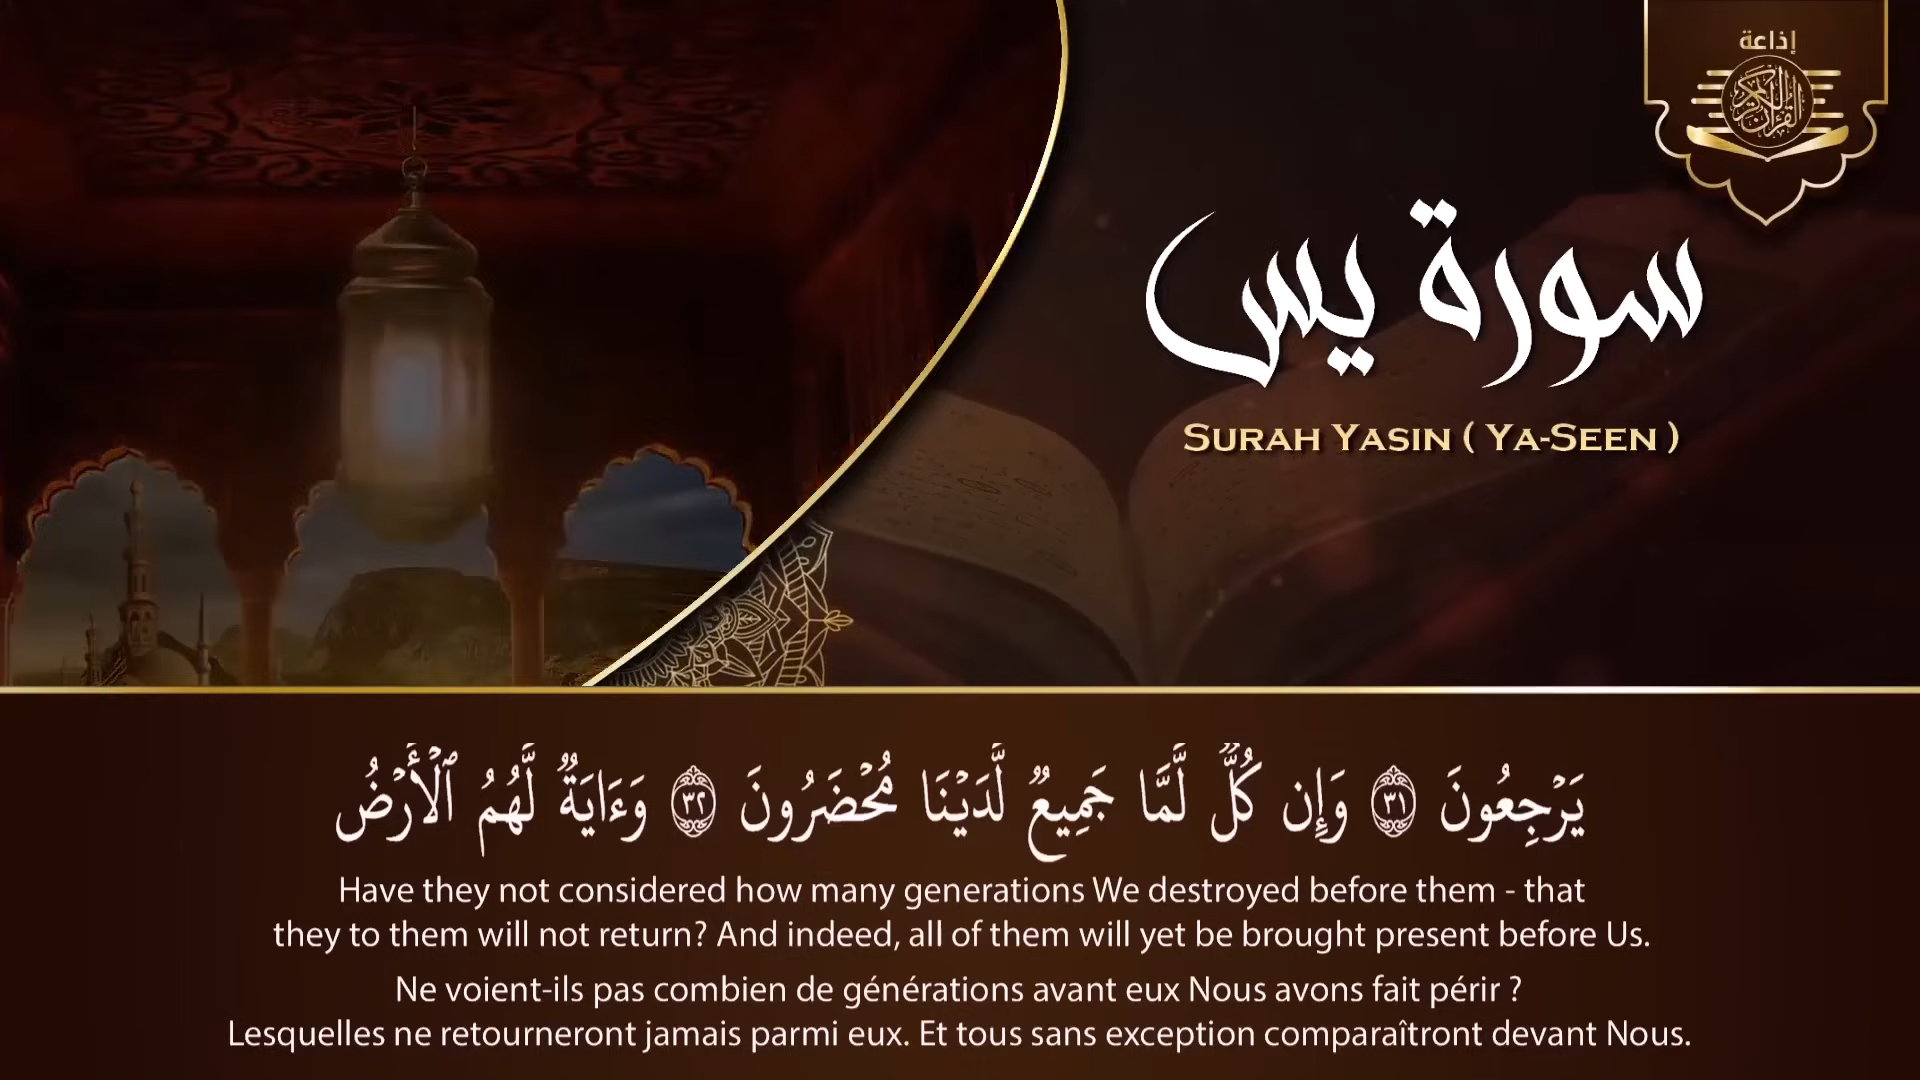 إذاعة
القرآن الكريم
سورة يس
SURAH YASIN ( YA-SEEN )
يَرْجِعُونَ ٣١ وَإِن كُلٌّ لَّمَّا جَمِيعٌ لَّدَيْنَا مُحْضَرُونَ ٣٢ وَءَايَةٌ لَّهُمُ ٱلْأَرْضُ
Have they not considered how many generations We destroyed before them - that
they to them will not return? And indeed, all of them will yet be brought present before Us.
Ne voient-ils pas combien de générations avant eux Nous avons fait périr ?
Lesquelles ne retourneront jamais parmi eux. Et tous sans exception comparaîtront devant Nous.